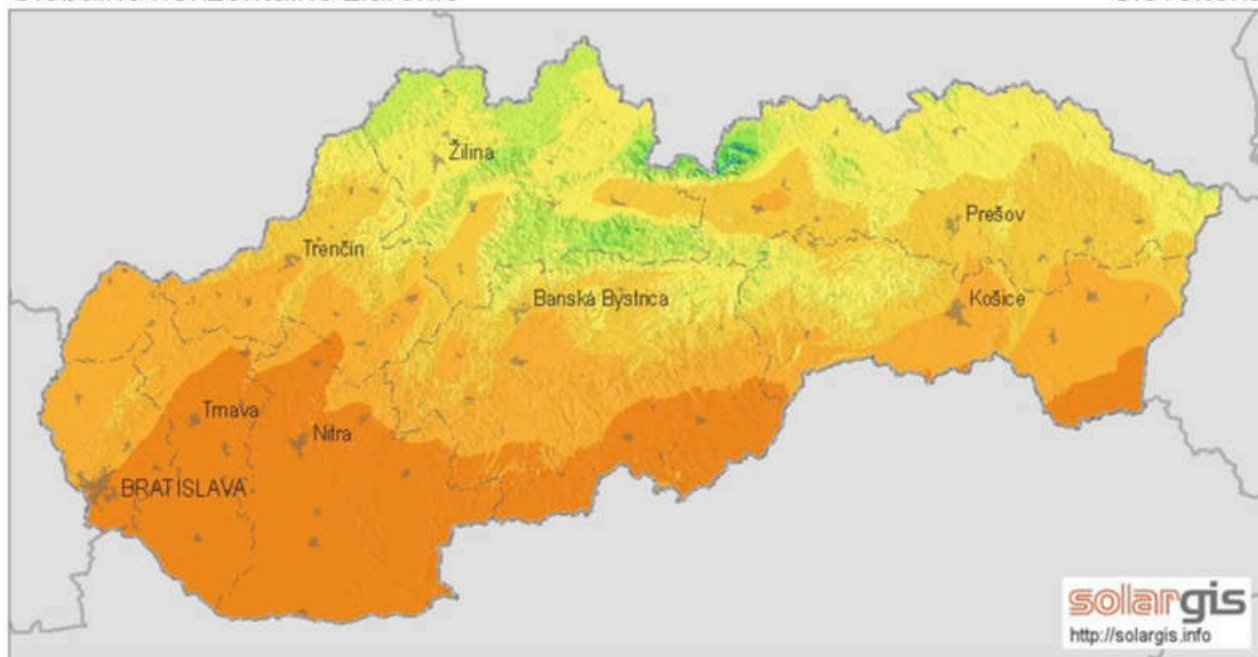 Žilina
Prešov
Trenčín
Banská Bystrica
Košice
Trnava
Nitra
BRATISLAVA
solargis
http://solargis.info